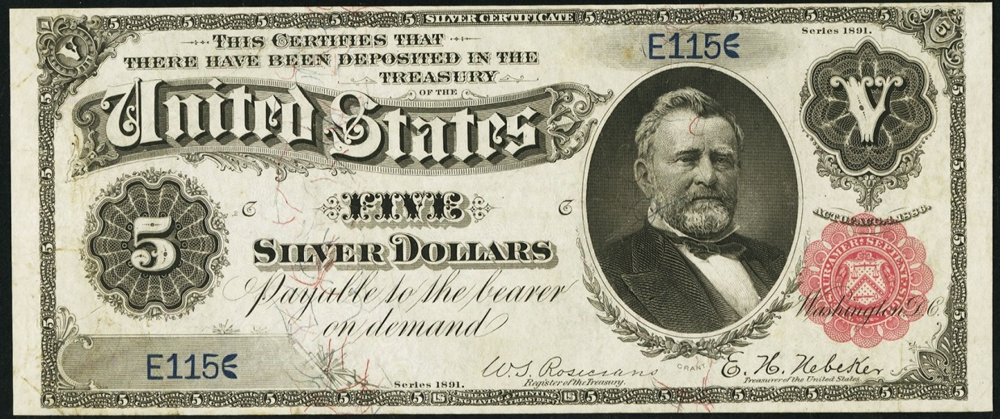 SILVER CERTIFICATE
Series 1891.
THIS CERTIFIES THAT
THERE HAVE BEEN DEPOSITED IN THE
TREASURY
OF THE
United States
E115
V
5
FIVE
SILVER DOLLARS
Payable to the bearer
on demand
ACT OF AUG. 4, 1886.
Washington, D.C.
E115
Series 1891.
W.S. Rosecrans
Register of the Treasury.
GRANT
E. H. Nebeker
Treasurer of the United States.